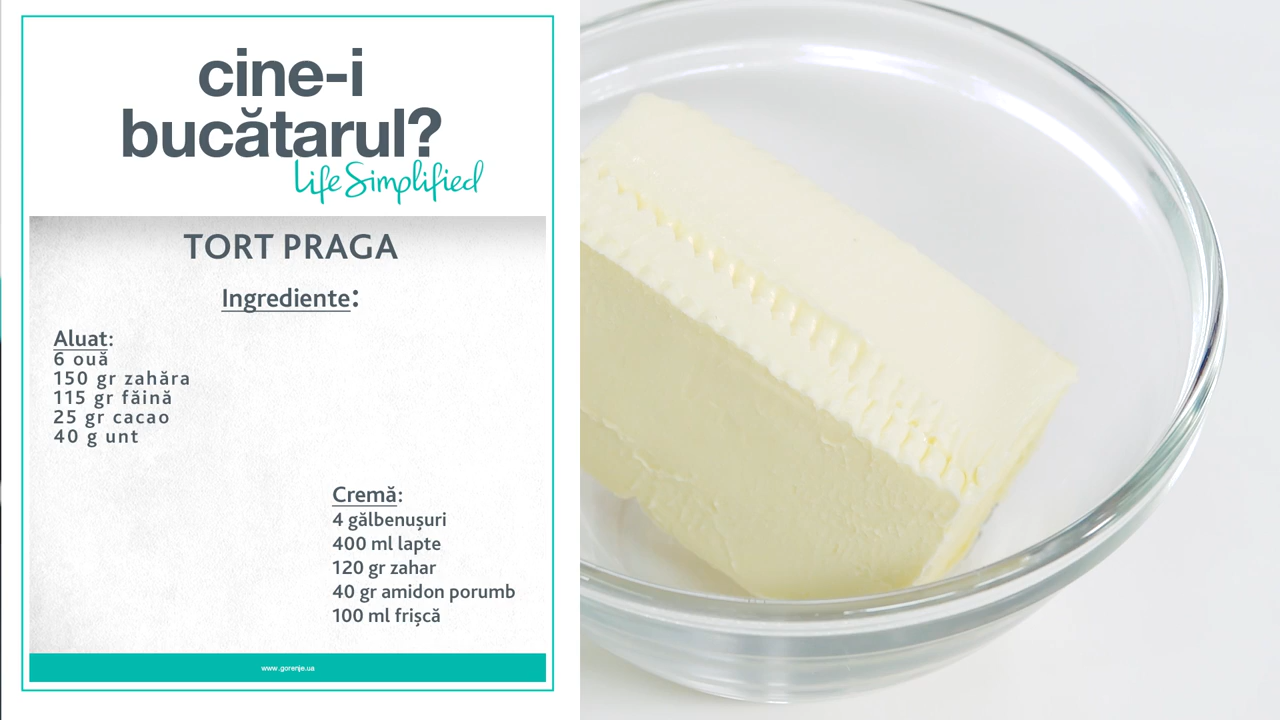 cine-i
bucătarul?
Life Simplified
TORT PRAGA
Ingrediente:
Aluat:
6 ouă
150 gr zahăra
115 gr făină
25 gr cacao
40 g unt
Cremă:
4 gălbenușuri
400 ml lapte
120 gr zahar
40 gr amidon porumb
100 ml frișcă
www.gorenje.ua